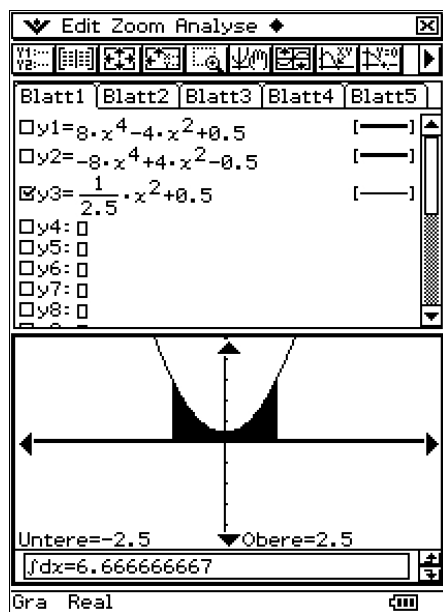 Edit Zoom Analyse
Blatt1 Blatt2 Blatt3 Blatt4 Blatt5
y1=8·x^4-4·x^2+0.5 [—]
y2=-8·x^4+4·x^2-0.5 [—]
y3=1/2.5·x^2+0.5 [—]
y4:
y5:
y6:
y7:
y8:
Untere=-2.5 Obere=2.5
∫dx=6.666666667
Gra Real